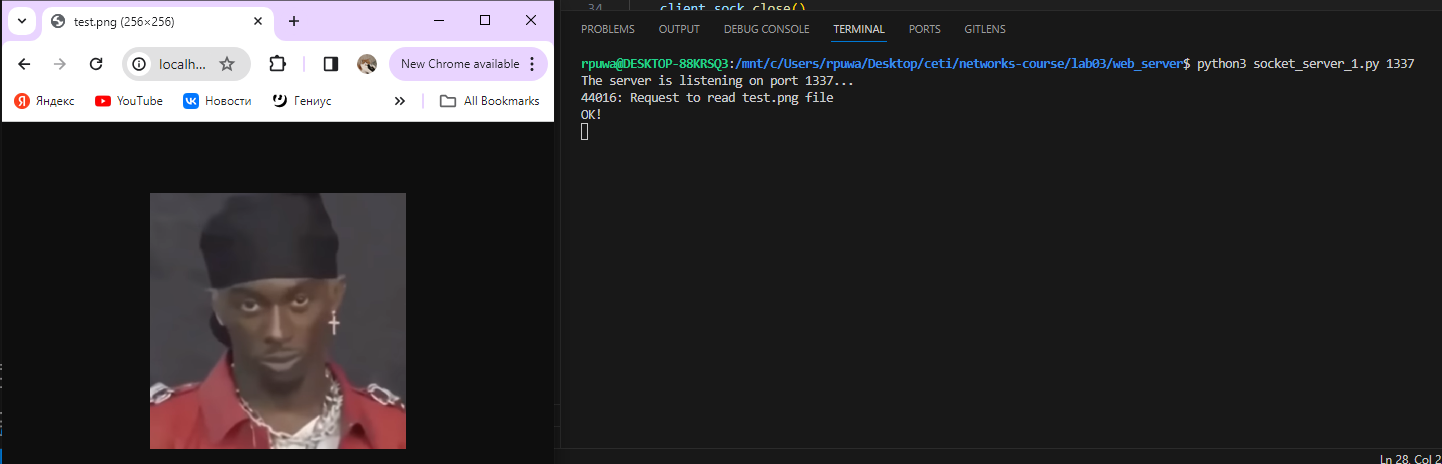 test.png (256×256)
localh...
New Chrome available
Яндекс
YouTube
Новости
Гениус
All Bookmarks
34
client_sock.close()
PROBLEMS OUTPUT DEBUG CONSOLE TERMINAL PORTS GITLENS
rpuwa@DESKTOP-88KRSQ3:/mnt/c/Users/rpuwa/Desktop/ceti/networks-course/lab03/web_server$ python3 socket_server_1.py 1337
The server is listening on port 1337...
44016: Request to read test.png file
OK!
Ln 28, Col 2